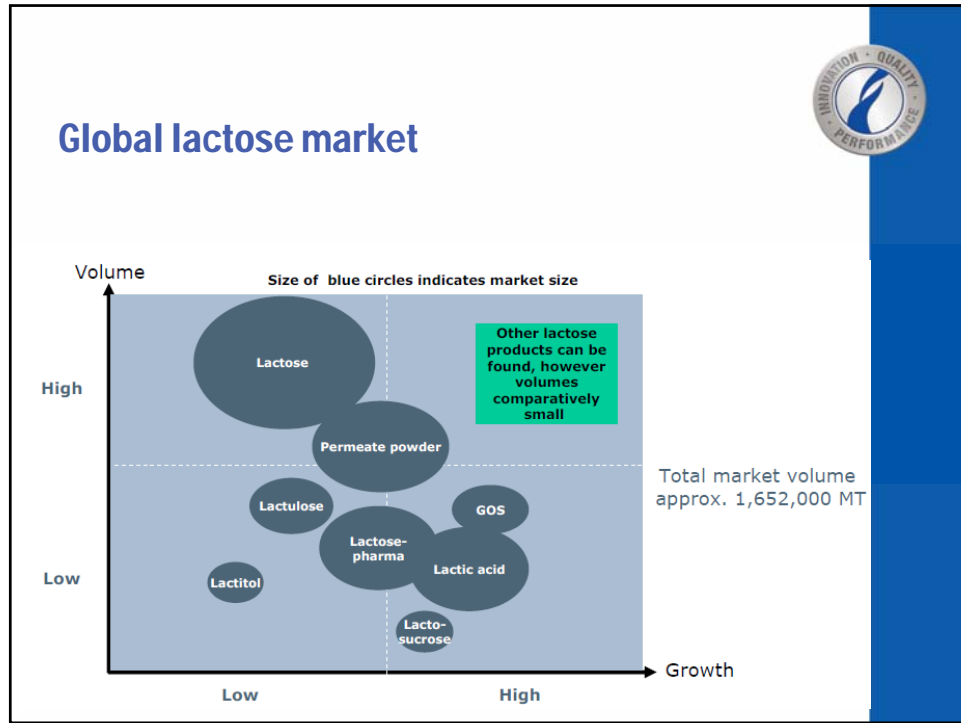 Global lactose market
INNOVATION · QUALITY · PERFORMANCE ·
Volume
Size of blue circles indicates market size
Other lactose
products can be
found, however
volumes
comparatively
small
Lactose
High
Permeate powder
Total market volume
approx. 1,652,000 MT
Lactulose
GOS
Lactose-
pharma
Lactic acid
Low
Lactitol
Lacto-
sucrose
Growth
Low
High